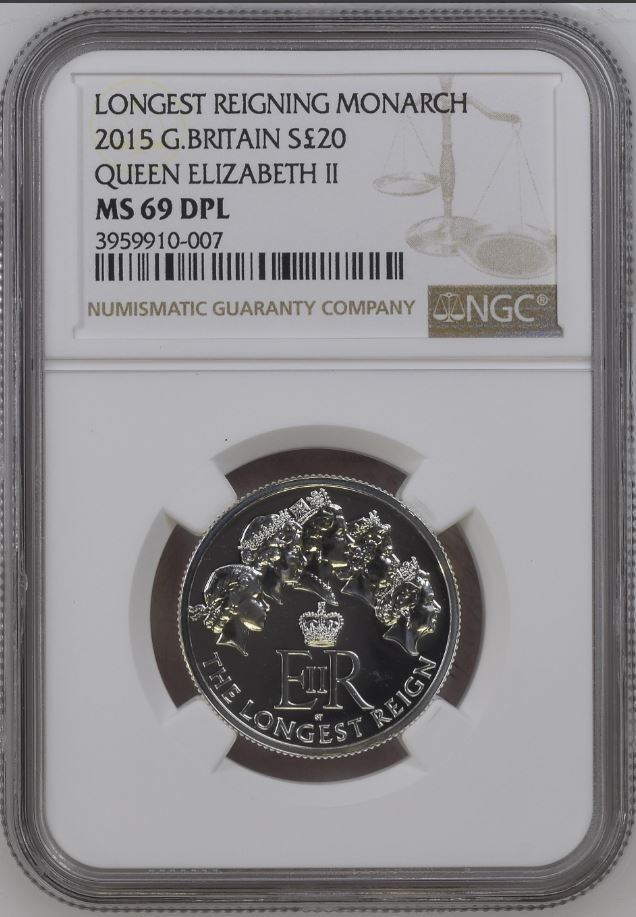 LONGEST REIGNING MONARCH
2015 G.BRITAIN S£20
QUEEN ELIZABETH II
MS 69 DPL
3959910-007
NUMISMATIC GUARANTY COMPANY
NGC®
EIIR
THE LONGEST REIGN